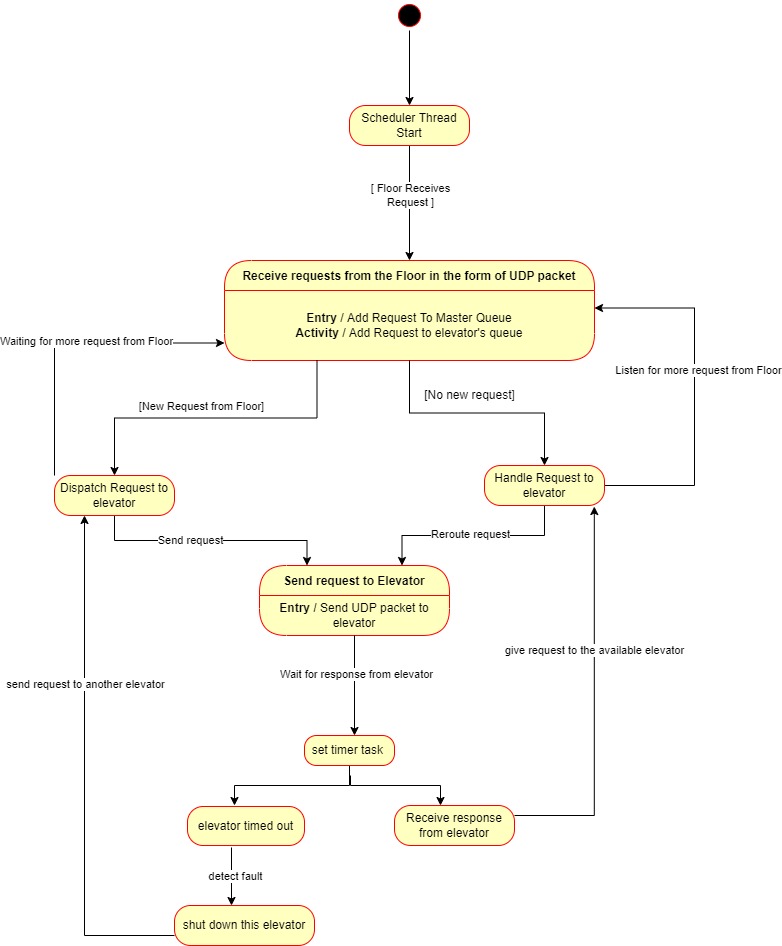 Scheduler Thread
Start
[ Floor Receives
Request ]
Receive requests from the Floor in the form of UDP packet
Entry / Add Request To Master Queue
Activity / Add Request to elevator's queue
Waiting for more request from Floor
Listen for more request from Floor
[No new request]
[New Request from Floor]
Dispatch Request to
elevator
Handle Request to
elevator
Send request
Reroute request
Send request to Elevator
Entry / Send UDP packet to
elevator
give request to the available elevator
Wait for response from elevator
send request to another elevator
set timer task
elevator timed out
Receive response
from elevator
detect fault
shut down this elevator